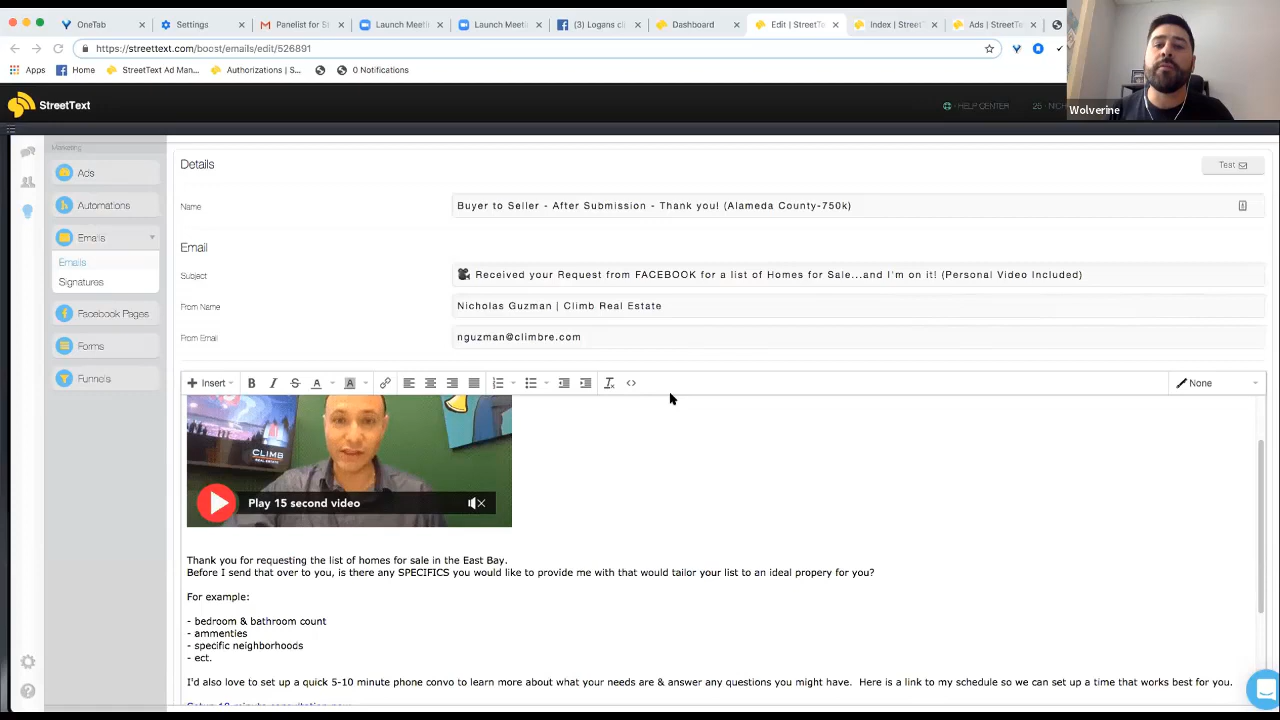 OneTab
Settings
Panelist for S
Launch Meeti
Launch Meeti
(3) Logans cl
Dashboard
Edit | StreetTe
Index | StreetT
Ads | StreetTe
https://streettext.com/boost/emails/edit/526891
Apps
Home
StreetText Ad Man...
Authorizations | S...
0 Notifications
Wolverine
StreetText
HELP CENTER
25
NICH
Marketing
Ads
Automations
Emails
Emails
Signatures
Facebook Pages
Forms
Funnels
Details
Test
Name
Buyer to Seller - After Submission - Thank you! (Alameda County-750k)
Email
Subject
Received your Request from FACEBOOK for a list of Homes for Sale...and I'm on it! (Personal Video Included)
From Name
Nicholas Guzman | Climb Real Estate
From Email
nguzman@climbre.com
Insert
B I S A A
None
CLIMB
REAL ESTATE
Play 15 second video
Thank you for requesting the list of homes for sale in the East Bay.
Before I send that over to you, is there any SPECIFICS you would like to provide me with that would tailor your list to an ideal propery for you?
For example:
- bedroom & bathroom count
- ammenties
- specific neighborhoods
- ect.
I'd also love to set up a quick 5-10 minute phone convo to learn more about what your needs are & answer any questions you might have. Here is a link to my schedule so we can set up a time that works best for you.